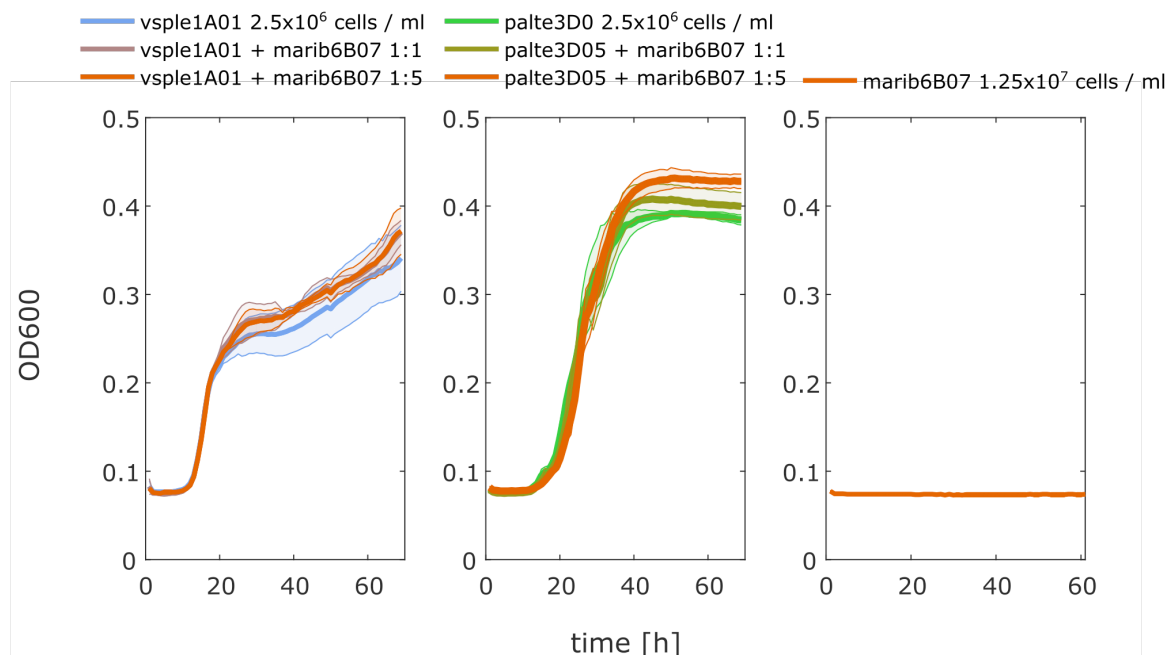 vsple1A01 2.5x10⁶ cells / ml
vsple1A01 + marib6B07 1:1
vsple1A01 + marib6B07 1:5
palte3D0 2.5x10⁶ cells / ml
palte3D05 + marib6B07 1:1
palte3D05 + marib6B07 1:5
marib6B07 1.25x10⁷ cells / ml
OD600
0.5
0.4
0.3
0.2
0.1
0
0 20 40 60
0.5
0.4
0.3
0.2
0.1
0
0 20 40 60
0.5
0.4
0.3
0.2
0.1
0
0 20 40 60
time [h]